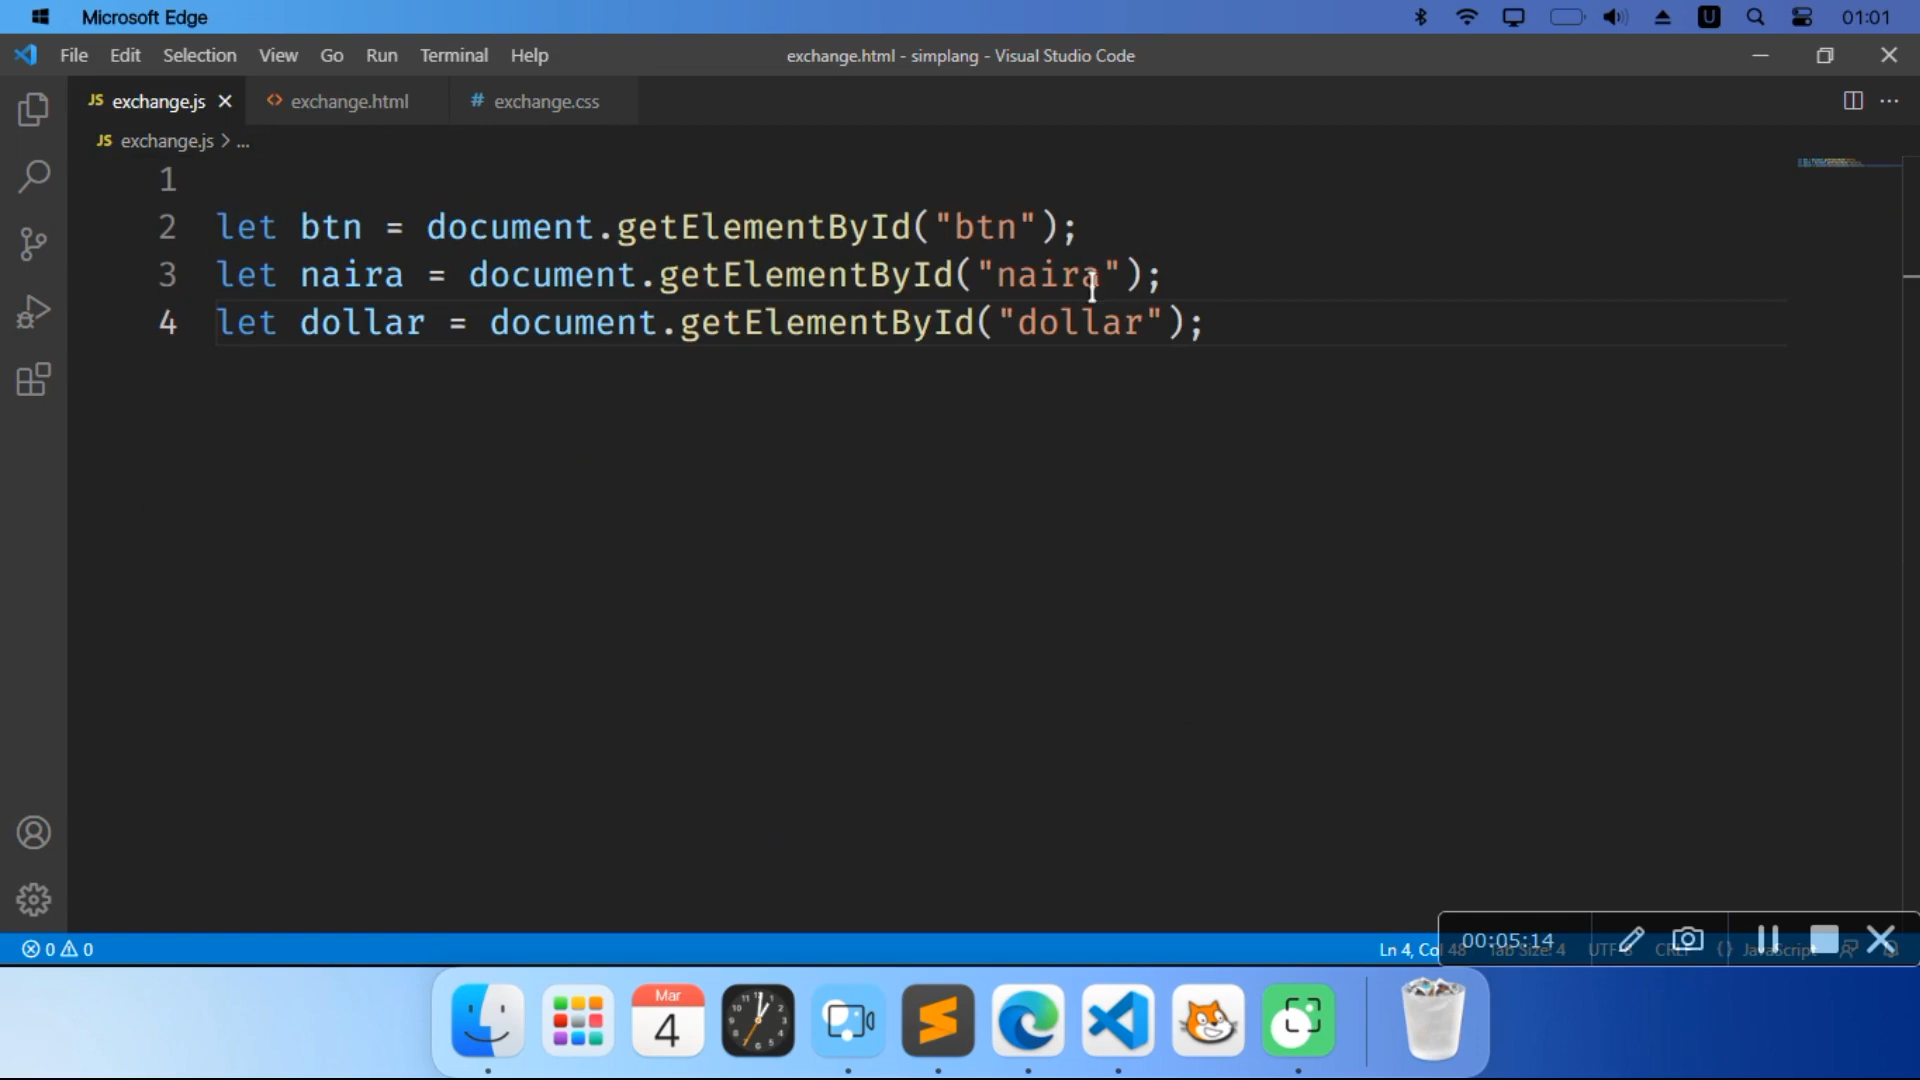 Microsoft Edge
U
01:01
File Edit Selection View Go Run Terminal Help
exchange.html - simplang - Visual Studio Code
JS exchange.js
<> exchange.html
# exchange.css
JS exchange.js > ...
1
2 let btn = document.getElementById("btn");
3 let naira = document.getElementById("naira");
4 let dollar = document.getElementById("dollar");
0 0
Ln 4, Col 48 Tab Size: 4 UTF-8 CRLF {} JavaScript
00:05:14
Mar
4